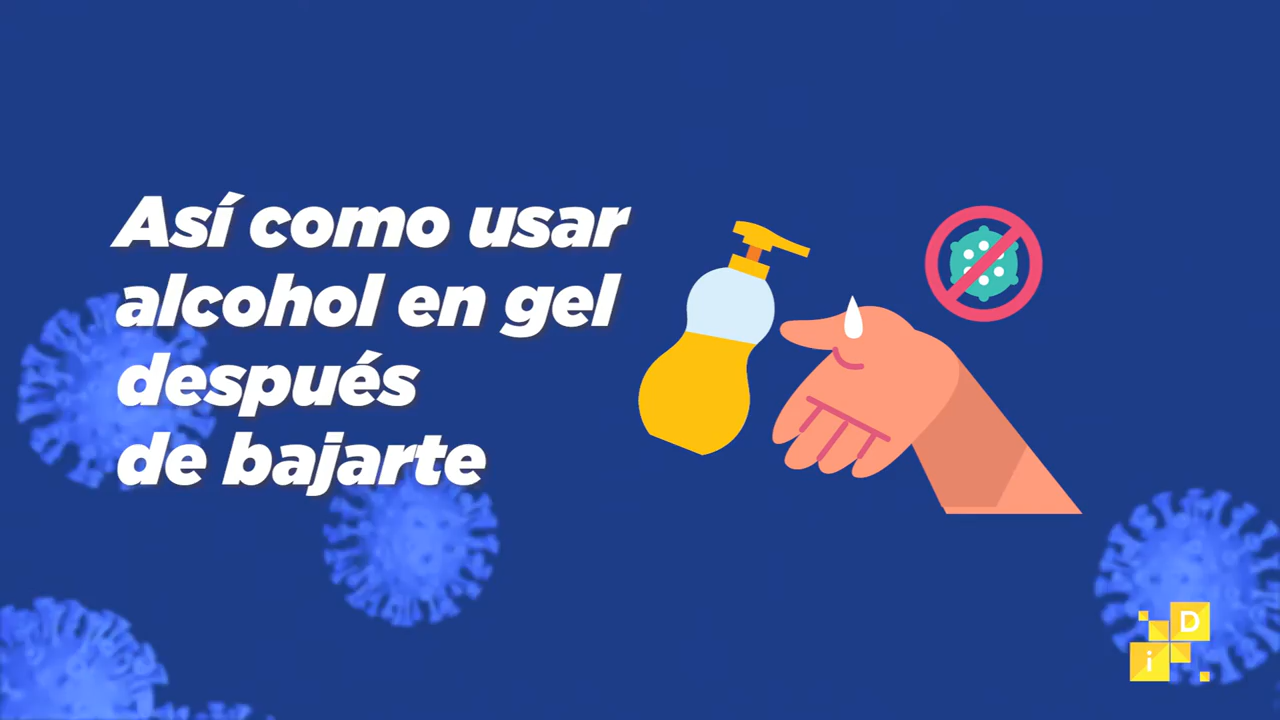 Así como usar
alcohol en gel
después
de bajarte
D
i